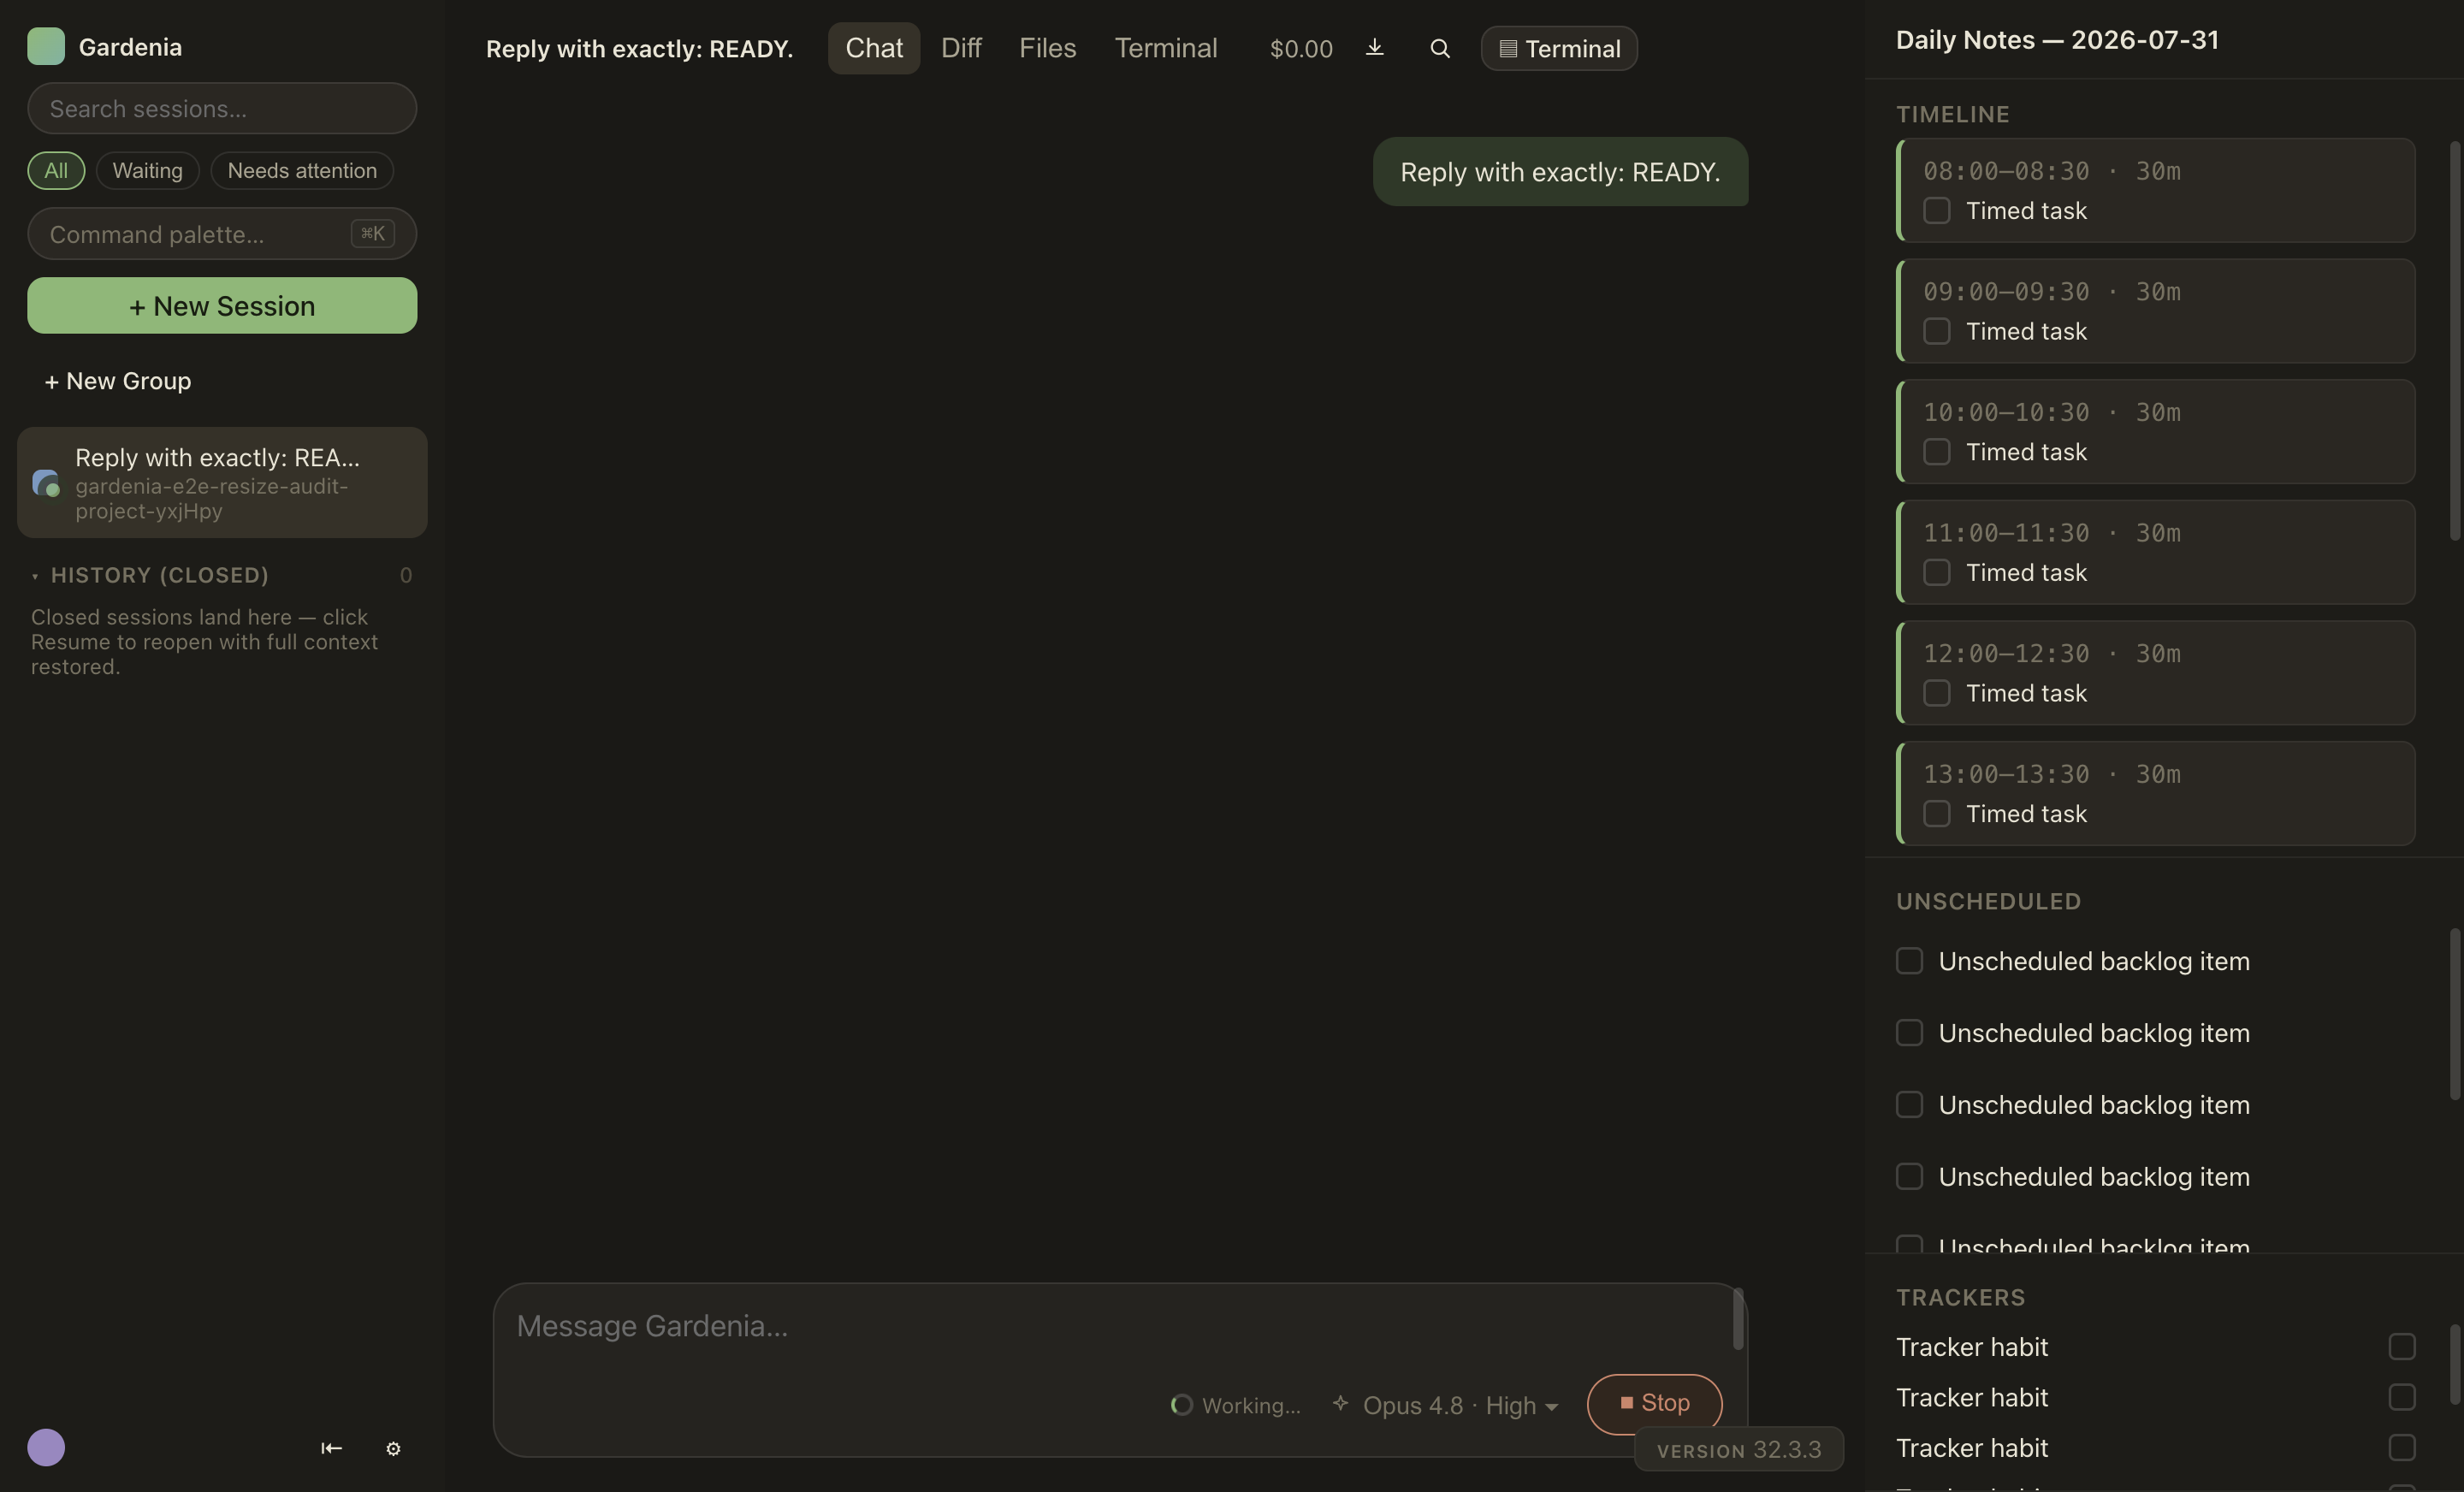 Gardenia
Search sessions...
All
Waiting
Needs attention
Command palette...
⌘K
+ New Session
+ New Group
Reply with exactly: REA...
gardenia-e2e-resize-audit-
project-yxjHpy
HISTORY (CLOSED)
0
Closed sessions land here — click
Resume to reopen with full context
restored.
Reply with exactly: READY.
Chat
Diff
Files
Terminal
$0.00
Terminal
Reply with exactly: READY.
Message Gardenia...
Working...
Opus 4.8 · High
Stop
VERSION 32.3.3
Daily Notes — 2026-07-31
TIMELINE
08:00–08:30 · 30m
Timed task
09:00–09:30 · 30m
Timed task
10:00–10:30 · 30m
Timed task
11:00–11:30 · 30m
Timed task
12:00–12:30 · 30m
Timed task
13:00–13:30 · 30m
Timed task
UNSCHEDULED
Unscheduled backlog item
Unscheduled backlog item
Unscheduled backlog item
Unscheduled backlog item
Unscheduled backlog item
TRACKERS
Tracker habit
Tracker habit
Tracker habit